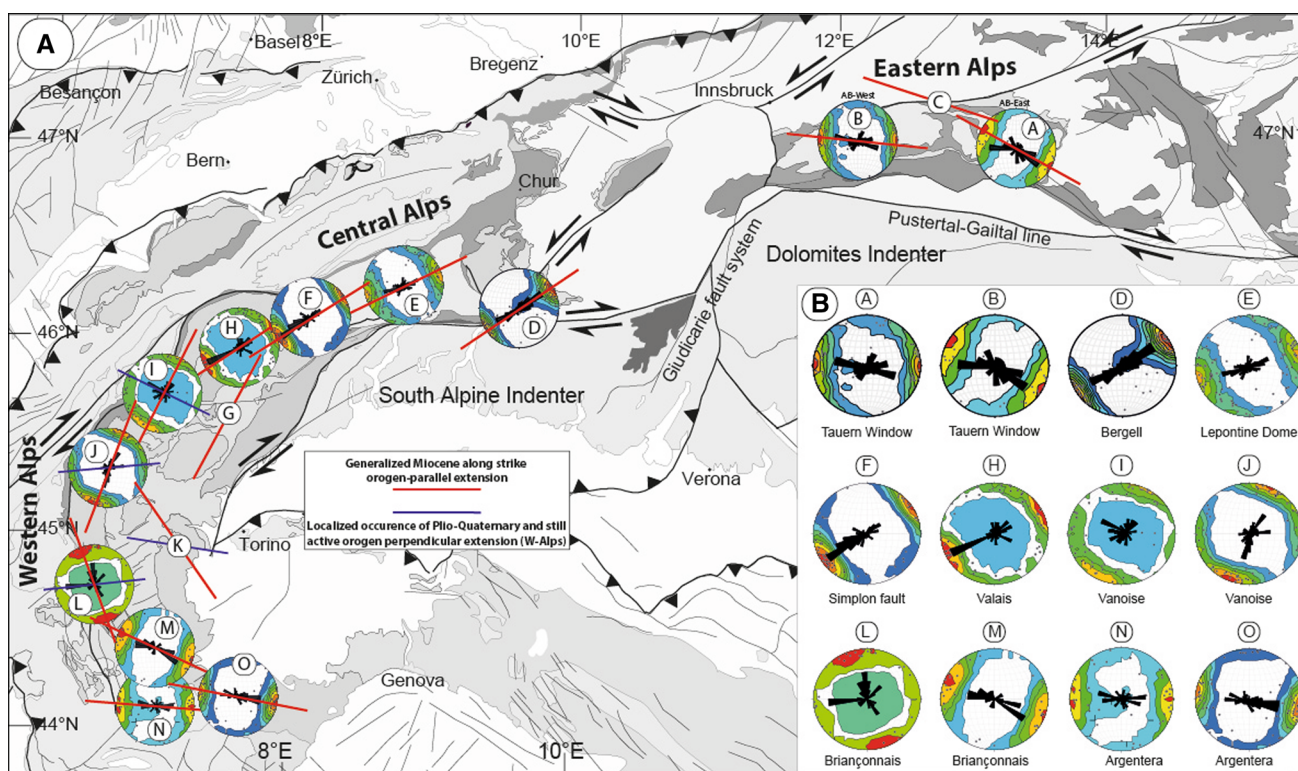 A
Basel
8°E
10°E
12°E
14°E
Besançon
Zürich
Bregenz
Innsbruck
Eastern Alps
AB-West
AB-East
B
C
A
47°N
47°N
Bern
Chur
Central Alps
Pustertal-Gailtal line
Dolomites Indenter
Giudicarie fault system
F
E
D
46°N
H
I
G
South Alpine Indenter
J
Western Alps
Generalized Miocene along strike
orogen-parallel extension
Localized occurence of Plio-Quaternary and still
active orogen perpendicular extension (W-Alps)
Verona
45°N
Torino
K
L
M
O
N
Genova
44°N
8°E
10°E
B
A
B
D
E
Tauern Window
Tauern Window
Bergell
Lepontine Dome
F
H
I
J
Simplon fault
Valais
Vanoise
Vanoise
L
M
N
O
Briançonnais
Briançonnais
Argentera
Argentera